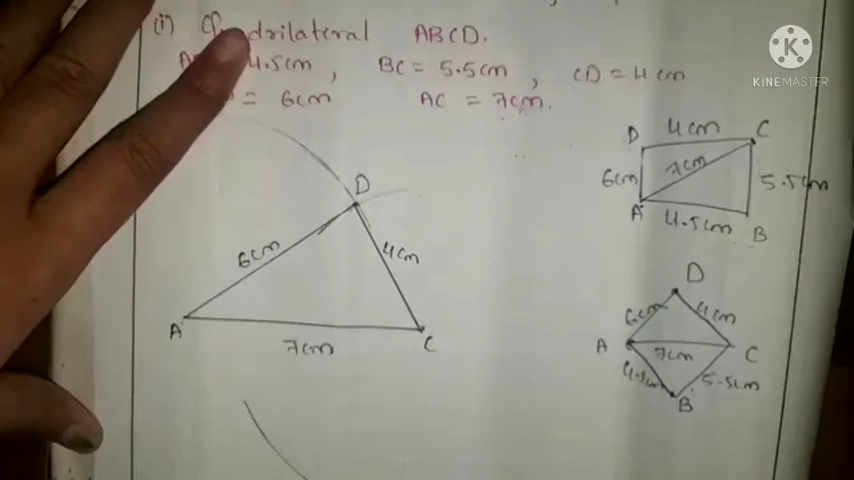 (i) Quadrilateral ABCD.
4.5cm, BC = 5.5cm, CD = 4cm
= 6cm AC = 7cm.
D 4cm C
6cm 7cm 5.5cm
A 4.5cm B
D
6cm 4cm
A 7cm C
D
6cm 4cm
A 7cm C
4.5cm 5.5cm
B
KINEMASTER